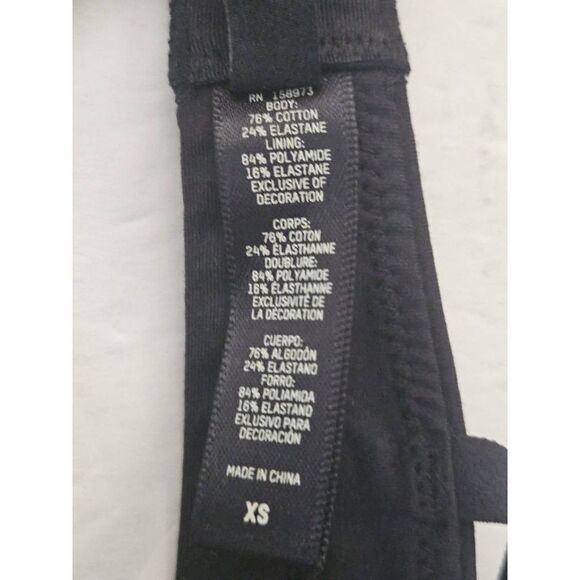 RN 158973
BODY:
76% COTTON
24% ELASTANE
LINING:
84% POLYAMIDE
16% ELASTANE
EXCLUSIVE OF
DECORATION
CORPS:
76% COTON
24% ÉLASTHANNE
DOUBLURE:
84% POLYAMIDE
16% ÉLASTHANNE
EXCLUSIVITÉ DE
LA DÉCORATION
CUERPO:
76% ALGODÓN
24% ELASTANO
FORRO:
84% POLIAMIDA
16% ELASTANO
EXLUSIVO PARA
DECORACIÓN
MADE IN CHINA
XS